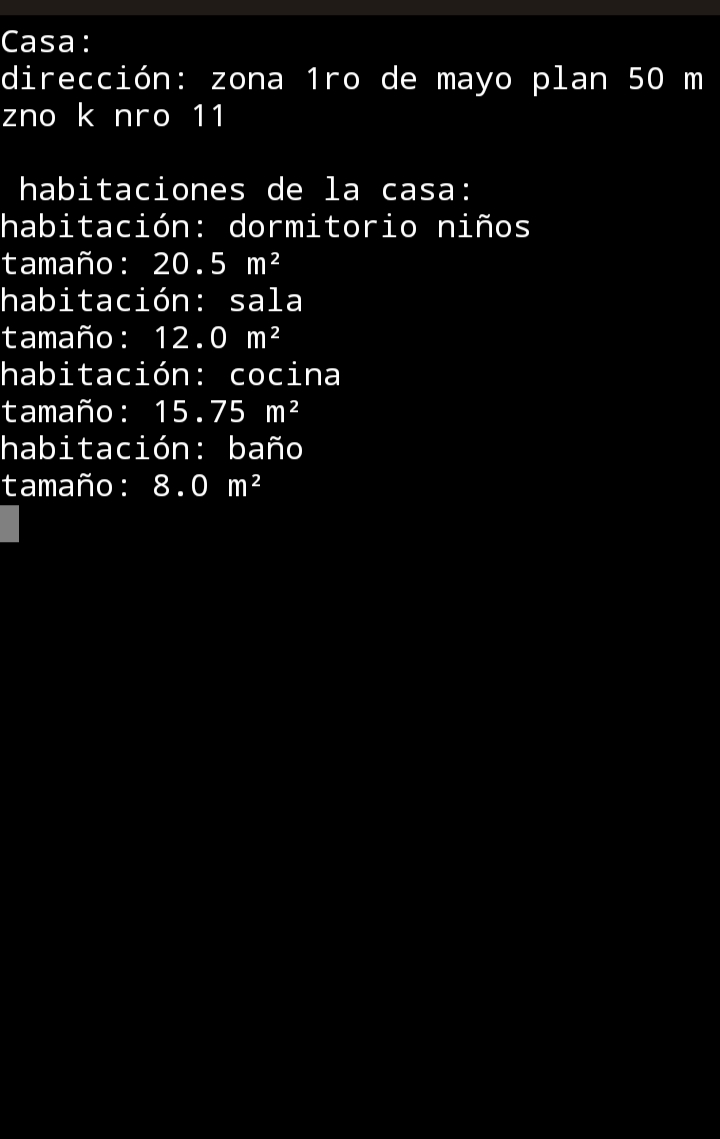 Casa:
dirección: zona 1ro de mayo plan 50 m
zno k nro 11
habitaciones de la casa:
habitación: dormitorio niños
tamaño: 20.5 m²
habitación: sala
tamaño: 12.0 m²
habitación: cocina
tamaño: 15.75 m²
habitación: baño
tamaño: 8.0 m²